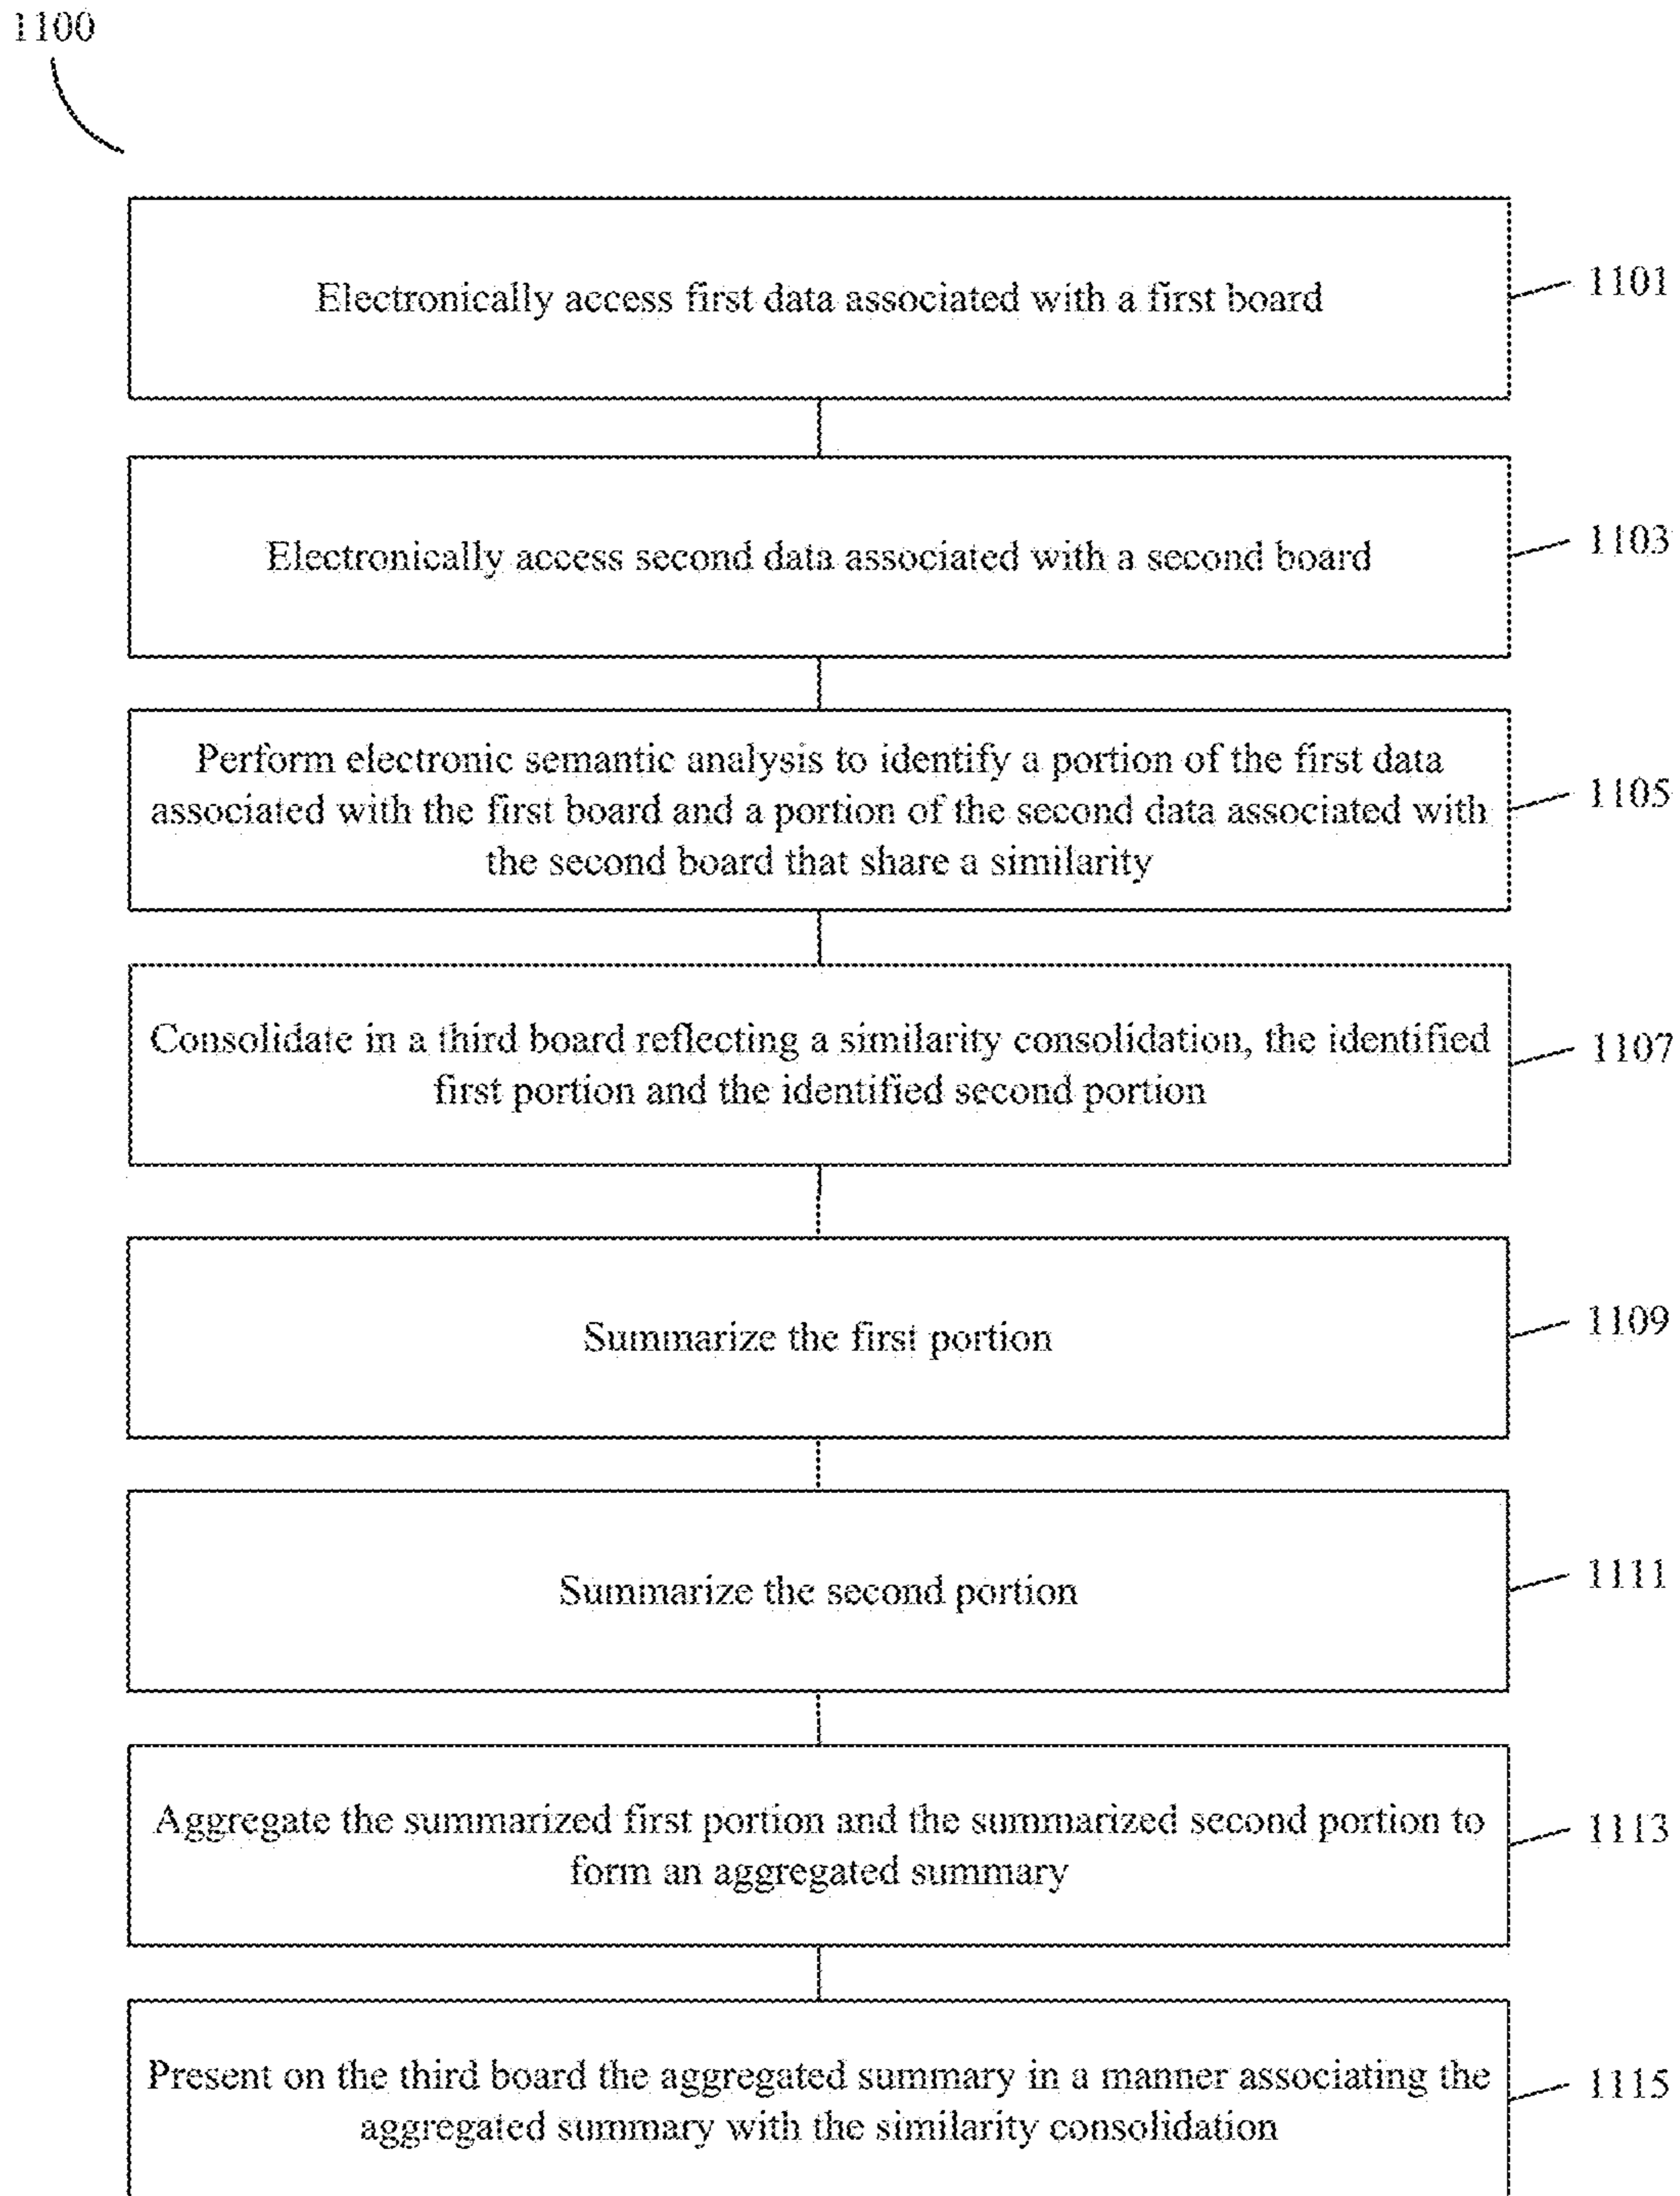 1100
Electronically access first data associated with a first board
1101
Electronically access second data associated with a second board
1103
Perform electronic semantic analysis to identify a portion of the first data
associated with the first board and a portion of the second data associated with
the second board that share a similarity
1105
Consolidate in a third board reflecting a similarity consolidation, the identified
first portion and the identified second portion
1107
Summarize the first portion
1109
Summarize the second portion
1111
Aggregate the summarized first portion and the summarized second portion to
form an aggregated summary
1113
Present on the third board the aggregated summary in a manner associating the
aggregated summary with the similarity consolidation
1115